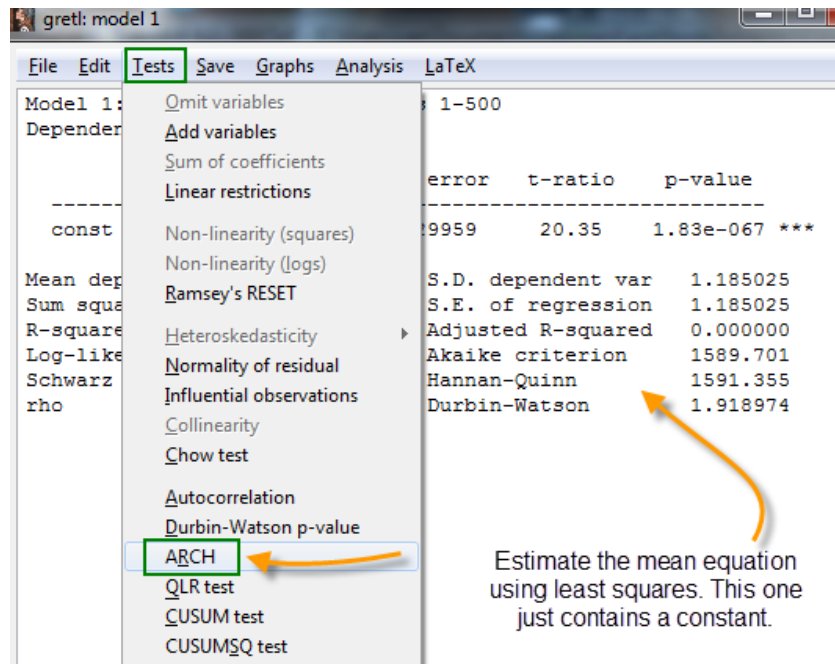 gretl: model 1
File Edit Tests Save Graphs Analysis LaTeX
Model 1: 1-500
Dependen
error t-ratio p-value
const 9959 20.35 1.83e-067 ***
Mean dep S.D. dependent var 1.185025
Sum squa S.E. of regression 1.185025
R-square Adjusted R-squared 0.000000
Log-like Akaike criterion 1589.701
Schwarz Hannan-Quinn 1591.355
rho Durbin-Watson 1.918974
Omit variables
Add variables
Sum of coefficients
Linear restrictions
Non-linearity (squares)
Non-linearity (logs)
Ramsey's RESET
Heteroskedasticity
Normality of residual
Influential observations
Collinearity
Chow test
Autocorrelation
Durbin-Watson p-value
ARCH
QLR test
CUSUM test
CUSUMSQ test
Estimate the mean equation
using least squares. This one
just contains a constant.